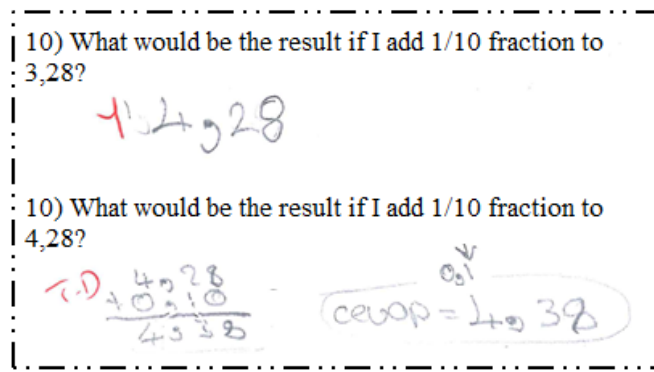 10) What would be the result if I add 1/10 fraction to
3,28?
4,28
10) What would be the result if I add 1/10 fraction to
4,28?
0,1
T.D 4,28
+0,10
4,38
cevap = 4,38